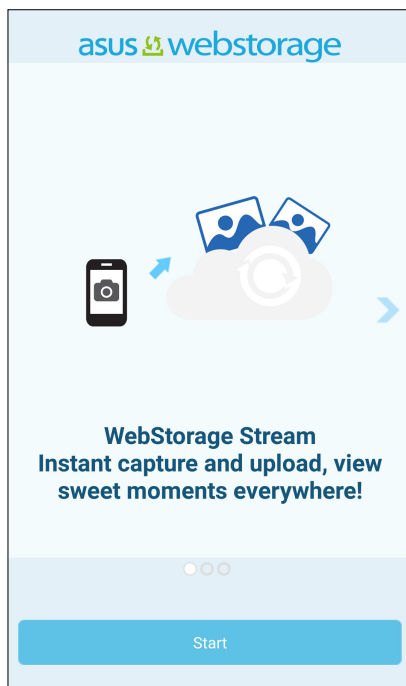 asus webstorage
WebStorage Stream
Instant capture and upload, view
sweet moments everywhere!
Start